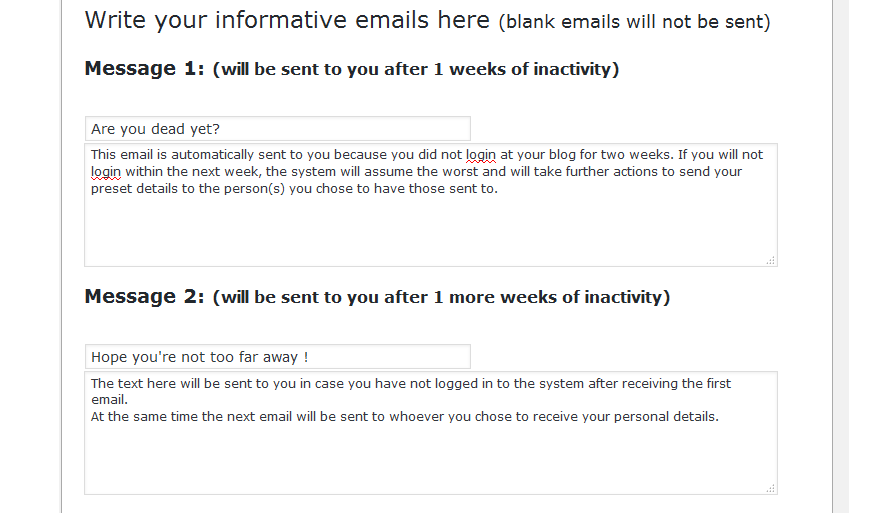 Write your informative emails here (blank emails will not be sent)
Message 1: (will be sent to you after 1 weeks of inactivity)
Are you dead yet?
This email is automatically sent to you because you did not login at your blog for two weeks. If you will not
login within the next week, the system will assume the worst and will take further actions to send your
preset details to the person(s) you chose to have those sent to.
Message 2: (will be sent to you after 1 more weeks of inactivity)
Hope you're not too far away !
The text here will be sent to you in case you have not logged in to the system after receiving the first
email.
At the same time the next email will be sent to whoever you chose to receive your personal details.